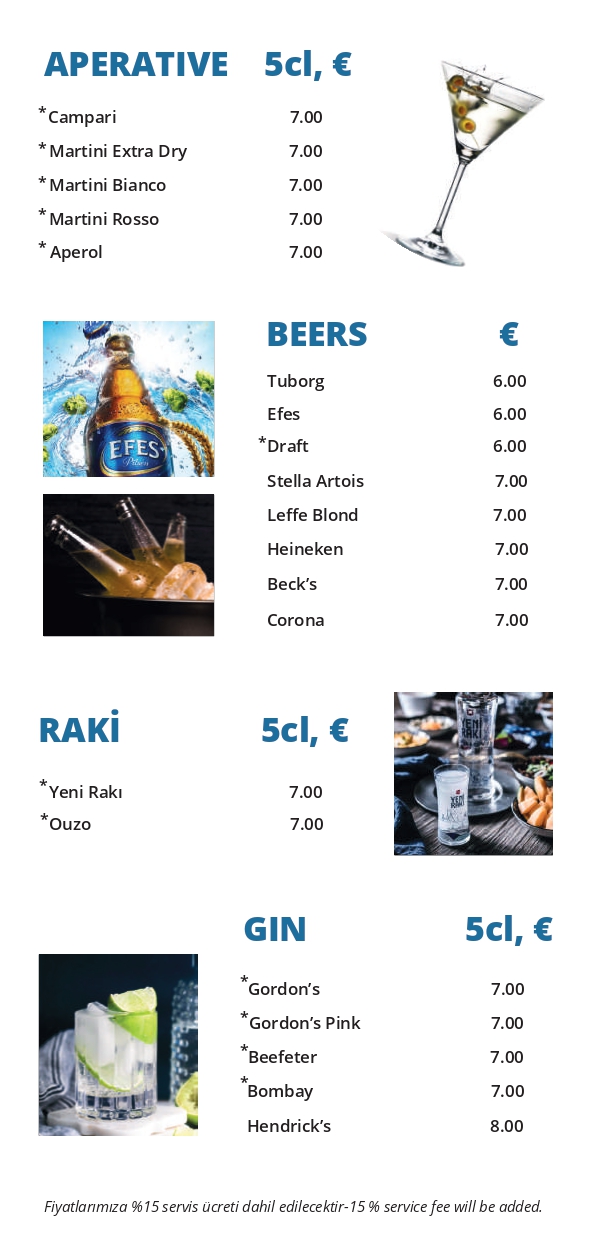 APERATIVE 5cl, €
*Campari 7.00
*Martini Extra Dry 7.00
*Martini Bianco 7.00
*Martini Rosso 7.00
*Aperol 7.00
BEERS €
EFES
Pilsen
Tuborg 6.00
Efes 6.00
*Draft 6.00
Stella Artois 7.00
Leffe Blond 7.00
Heineken 7.00
Beck’s 7.00
Corona 7.00
RAKİ 5cl, €
YENİ
RAKI
YENİ
RAKI
*Yeni Rakı 7.00
*Ouzo 7.00
GIN 5cl, €
*Gordon’s 7.00
*Gordon’s Pink 7.00
*Beefeter 7.00
*Bombay 7.00
Hendrick’s 8.00
Fiyatlarımıza %15 servis ücreti dahil edilecektir-15 % service fee will be added.